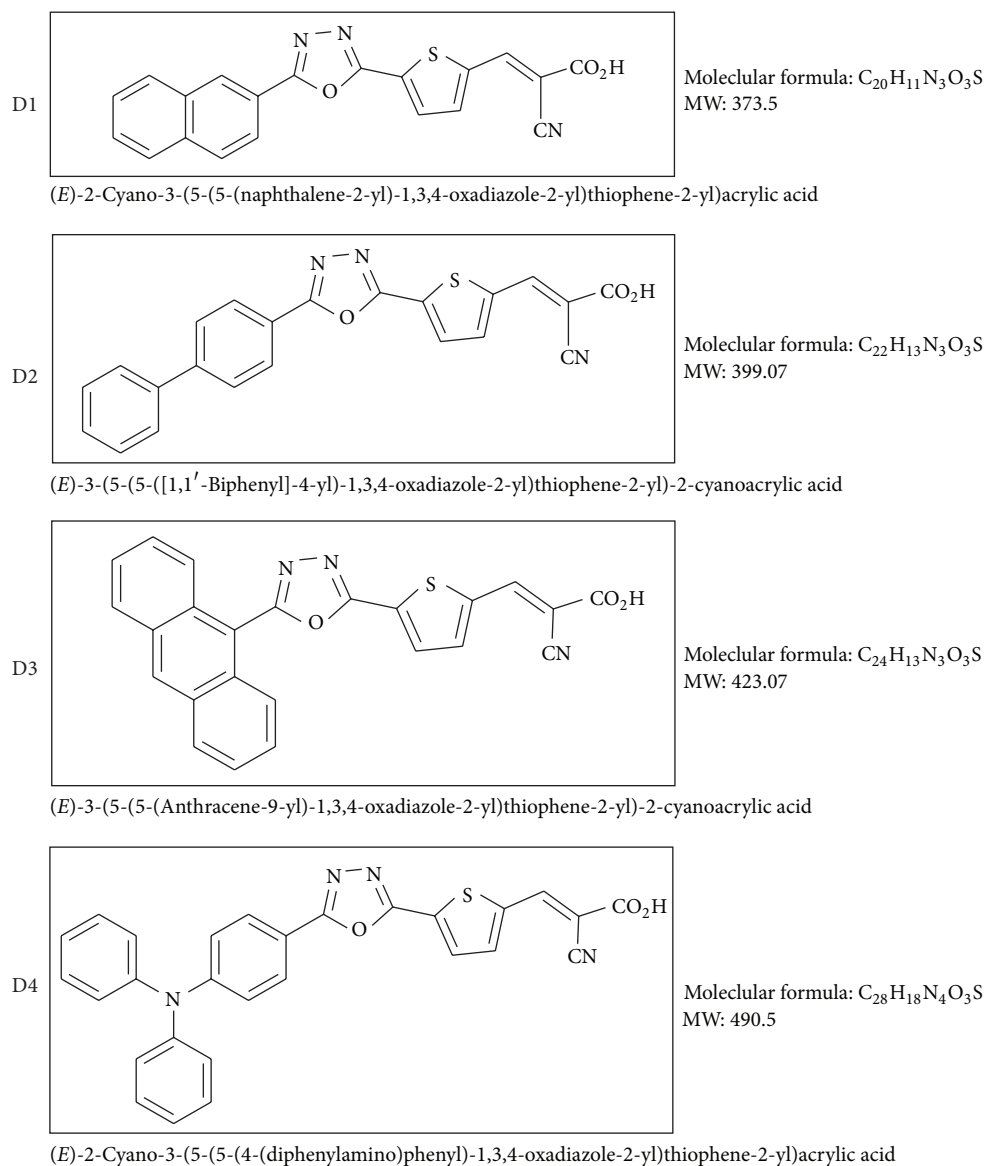 D1
N N
N N
O
S
CO₂H
CN
Moleclular formula: C₂₀H₁₁N₃O₃S
MW: 373.5
(E)-2-Cyano-3-(5-(5-(naphthalene-2-yl)-1,3,4-oxadiazole-2-yl)thiophene-2-yl)acrylic acid
D2
N N
O
S
CO₂H
CN
Moleclular formula: C₂₂H₁₃N₃O₃S
MW: 399.07
(E)-3-(5-(5-([1,1′-Biphenyl]-4-yl)-1,3,4-oxadiazole-2-yl)thiophene-2-yl)-2-cyanoacrylic acid
D3
N N
O
S
CO₂H
CN
Moleclular formula: C₂₄H₁₃N₃O₃S
MW: 423.07
(E)-3-(5-(5-(Anthracene-9-yl)-1,3,4-oxadiazole-2-yl)thiophene-2-yl)-2-cyanoacrylic acid
D4
N N
O
S
CO₂H
CN
N
Moleclular formula: C₂₈H₁₈N₄O₃S
MW: 490.5
(E)-2-Cyano-3-(5-(5-(4-(diphenylamino)phenyl)-1,3,4-oxadiazole-2-yl)thiophene-2-yl)acrylic acid